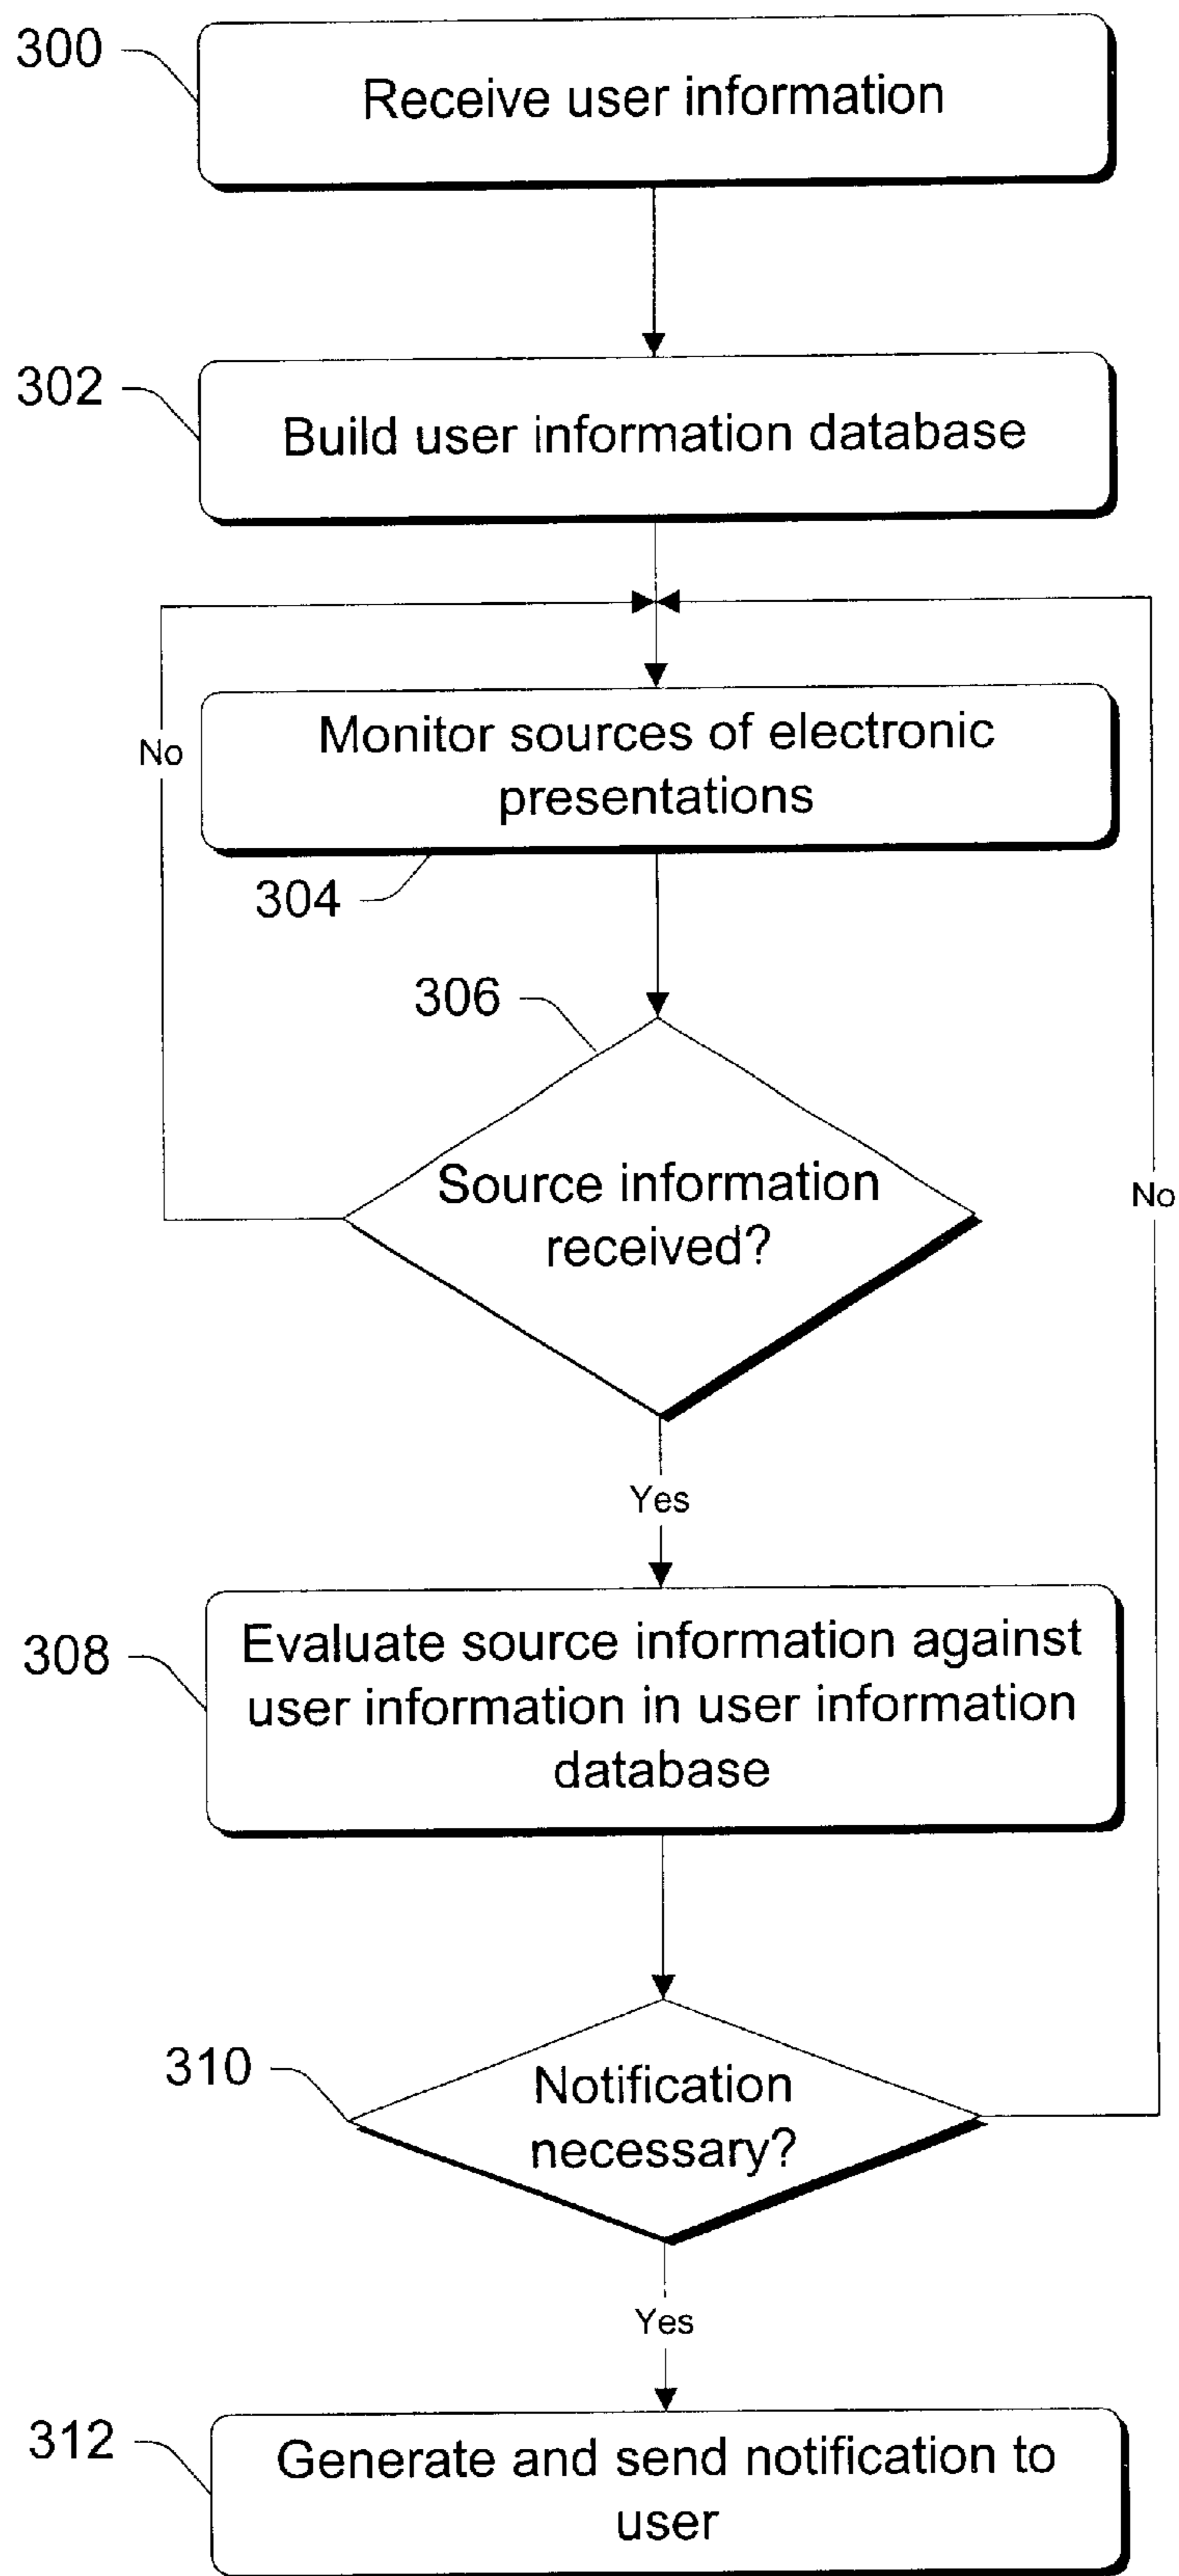 300
Receive user information
302
Build user information database
No
Monitor sources of electronic
presentations
304
306
Source information
received?
No
Yes
308
Evaluate source information against
user information in user information
database
310
Notification
necessary?
Yes
312
Generate and send notification to
user